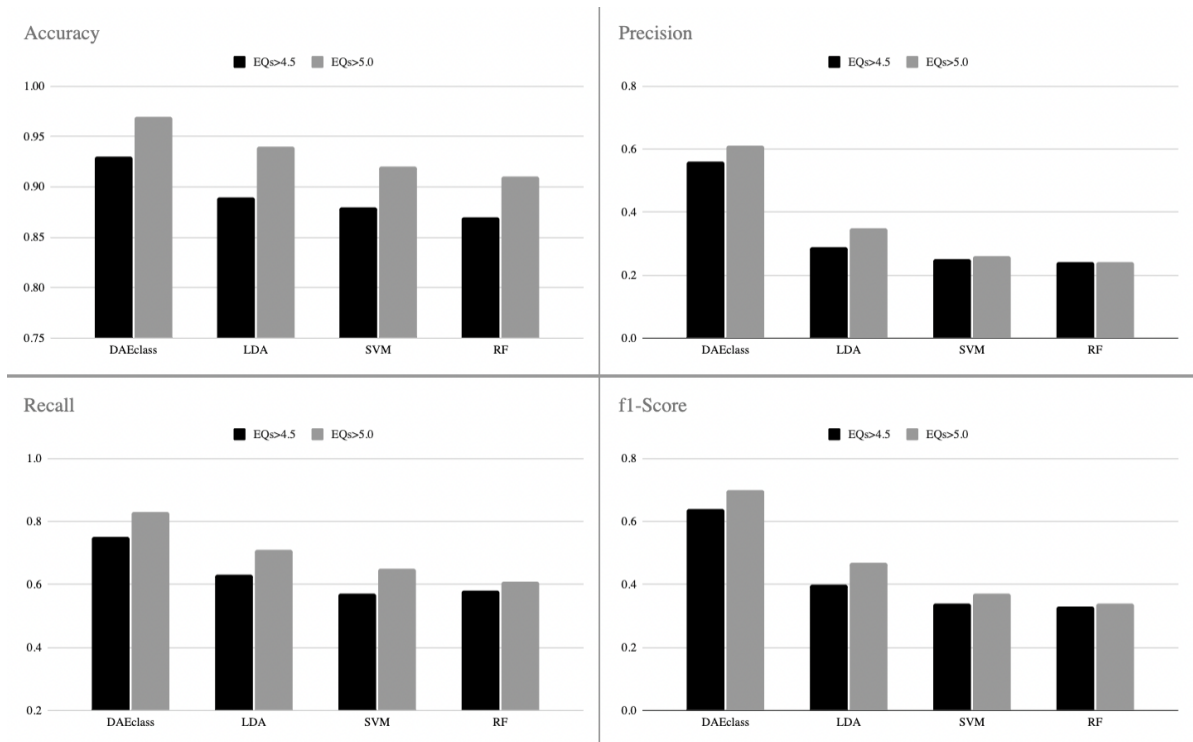 Accuracy
EQs>4.5 EQs>5.0
1.00
0.95
0.90
0.85
0.80
0.75
DAEclass LDA SVM RF
Precision
EQs>4.5 EQs>5.0
0.8
0.6
0.4
0.2
0.0
DAEclass LDA SVM RF
Recall
EQs>4.5 EQs>5.0
1.0
0.8
0.6
0.4
0.2
DAEclass LDA SVM RF
f1-Score
EQs>4.5 EQs>5.0
0.8
0.6
0.4
0.2
0.0
DAEclass LDA SVM RF